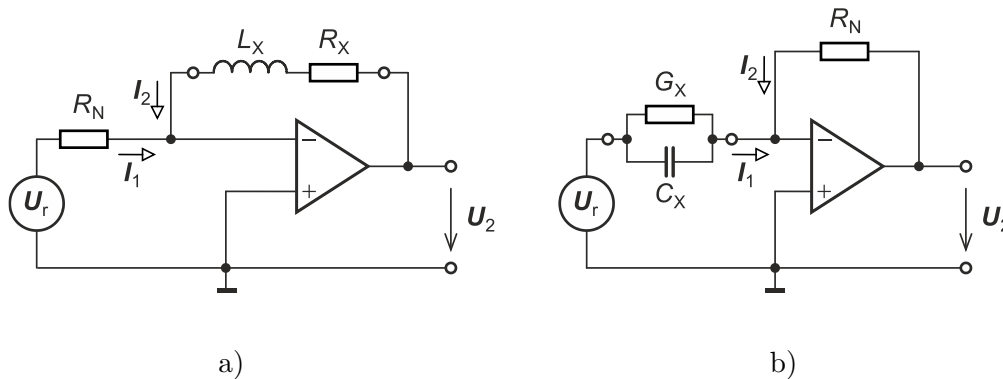 L_X R_X
I_2
R_N
I_1
U_r
−
+
U_2
R_N
I_2
G_X
C_X
I_1
U_r
−
+
U_2
a)
b)